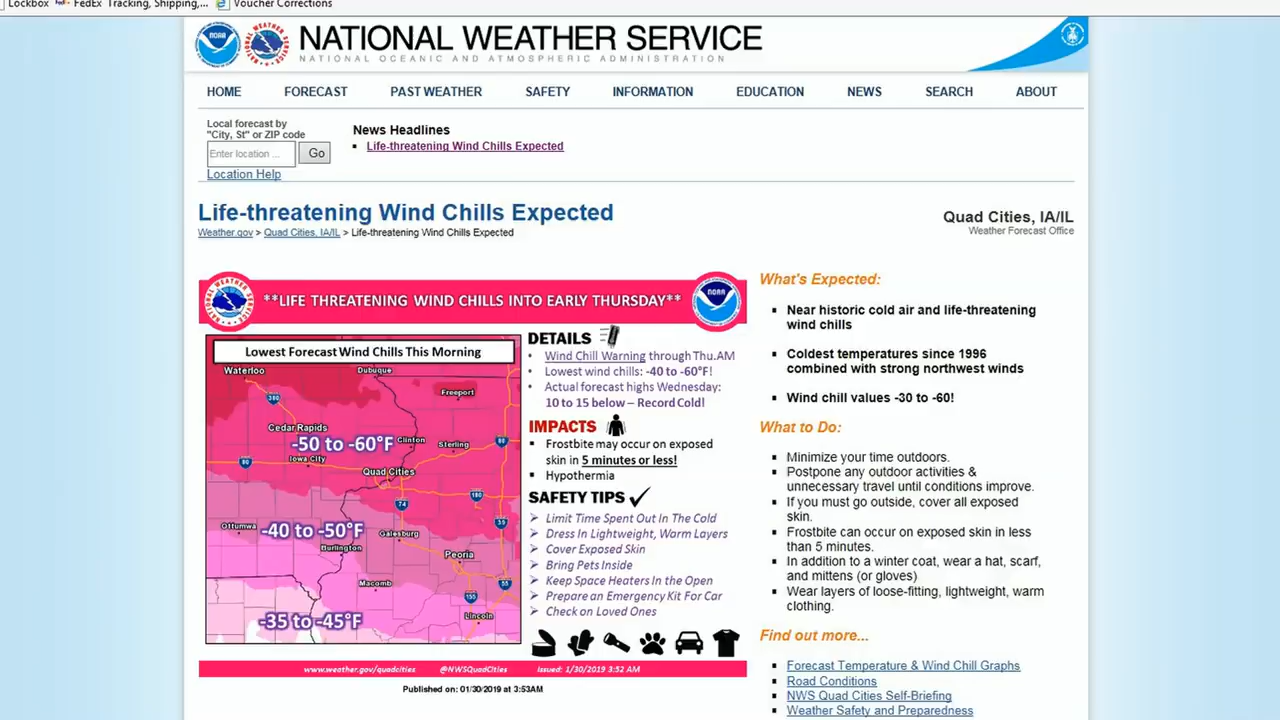 Lockbox FedEx Tracking, Shipping,... Voucher Corrections
NOAA
NATIONAL WEATHER SERVICE
NATIONAL OCEANIC AND ATMOSPHERIC ADMINISTRATION
HOME FORECAST PAST WEATHER SAFETY INFORMATION EDUCATION NEWS SEARCH ABOUT
Local forecast by
"City, St" or ZIP code
Enter location ... Go
Location Help
News Headlines
Life-threatening Wind Chills Expected
Life-threatening Wind Chills Expected
Weather.gov > Quad Cities, IA/IL > Life-threatening Wind Chills Expected
Quad Cities, IA/IL
Weather Forecast Office
**LIFE THREATENING WIND CHILLS INTO EARLY THURSDAY**
NOAA
Lowest Forecast Wind Chills This Morning
Waterloo
Dubuque
380
Freeport
Cedar Rapids
-50 to -60°F
Clinton
Sterling
80
Iowa City
80
Quad Cities
74
180
39
Ottumwa
-40 to -50°F
Galesburg
Burlington
Peoria
Macomb
155
55
-35 to -45°F
Lincoln
DETAILS
Wind Chill Warning through Thu.AM
Lowest wind chills: -40 to -60°F!
Actual forecast highs Wednesday:
10 to 15 below – Record Cold!
IMPACTS
Frostbite may occur on exposed
skin in 5 minutes or less!
Hypothermia
SAFETY TIPS
Limit Time Spent Out In The Cold
Dress In Lightweight, Warm Layers
Cover Exposed Skin
Bring Pets Inside
Keep Space Heaters In the Open
Prepare an Emergency Kit For Car
Check on Loved Ones
www.weather.gov/quadcities @NWSQuadCities Issued: 1/30/2019 3:52 AM
Published on: 01/30/2019 at 3:53AM
What's Expected:
Near historic cold air and life-threatening
wind chills
Coldest temperatures since 1996
combined with strong northwest winds
Wind chill values -30 to -60!
What to Do:
Minimize your time outdoors.
Postpone any outdoor activities &
unnecessary travel until conditions improve.
If you must go outside, cover all exposed
skin.
Frostbite can occur on exposed skin in less
than 5 minutes.
In addition to a winter coat, wear a hat, scarf,
and mittens (or gloves)
Wear layers of loose-fitting, lightweight, warm
clothing.
Find out more...
Forecast Temperature & Wind Chill Graphs
Road Conditions
NWS Quad Cities Self-Briefing
Weather Safety and Preparedness